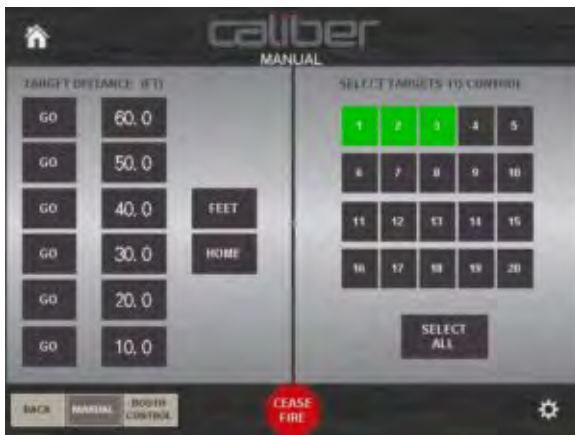 caliber
MANUAL
TARGET DISTANCE (FT)
GO 60.0
GO 50.0
GO 40.0 FEET
GO 30.0 HOME
GO 20.0
GO 10.0
SELECT TARGETS TO CONTROL
1 2 3 4 5
6 7 8 9 10
11 12 13 14 15
16 17 18 19 20
SELECT
ALL
BACK MANUAL BOOTH
CONTROL
CEASE
FIRE